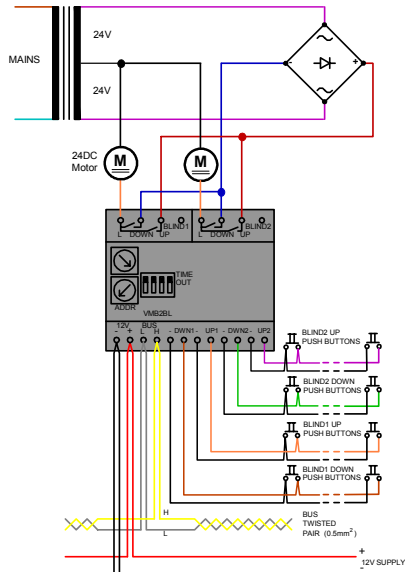 24V
MAINS
24V
- +
24DC
Motor
M
M
BLIND1
BLIND2
L DOWN UP
L DOWN UP
TIME
OUT
ADDR
VMB2BL
12V BUS
- + L H - DWN1 - UP1 - DWN2 - UP2
BLIND2 UP
PUSH BUTTONS
BLIND2 DOWN
PUSH BUTTONS
BLIND1 UP
PUSH BUTTONS
BLIND1 DOWN
PUSH BUTTONS
H
L
BUS
TWISTED
PAIR (0.5mm²)
+
12V SUPPLY
-